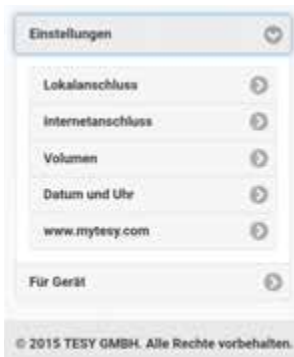 Einstellungen
Lokalanschluss
Internetanschluss
Volumen
Datum und Uhr
www.mytesy.com
Für Gerät
© 2015 TESY GMBH. Alle Rechte vorbehalten.